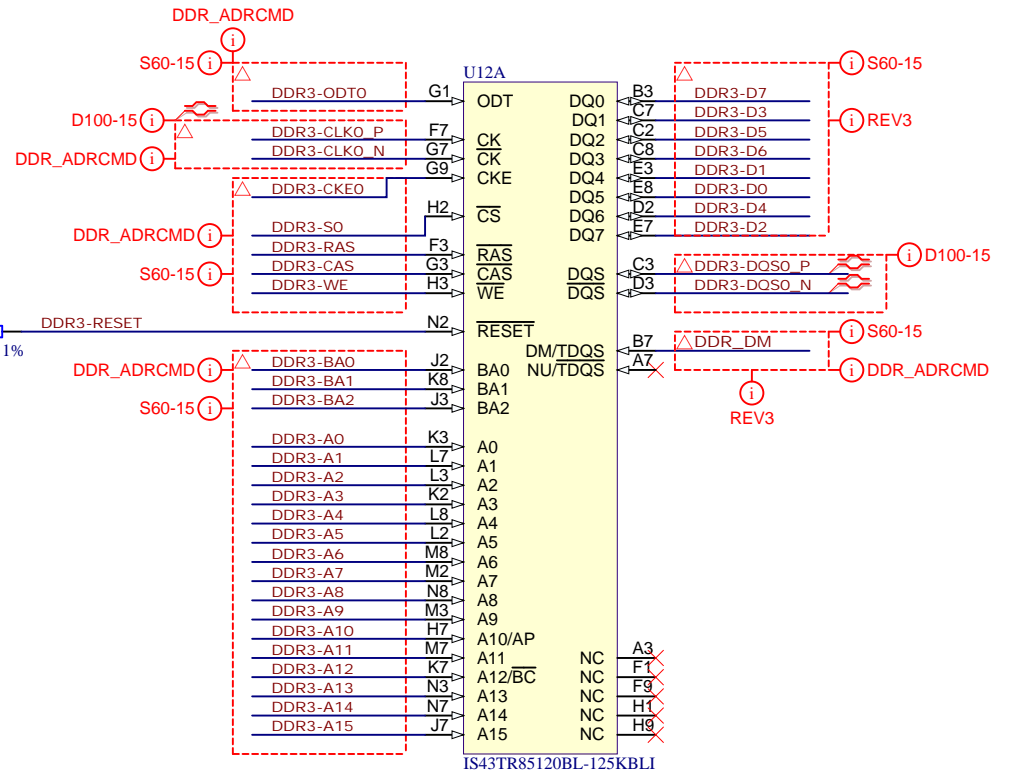 DDR_ADRCMD
S60-15
S60-15
U12A
DDR3-ODT0 G1 ODT DQ0 B3 DDR3-D7
DQ1 C7 DDR3-D3
D100-15
REV3
DDR3-CLK0_P F7 CK DQ2 C2 DDR3-D5
DDR_ADRCMD
DDR3-CLK0_N G7 CK DQ3 C8 DDR3-D6
G9 CKE DQ4 E3 DDR3-D1
DDR3-CKE0 DQ5 E8 DDR3-D0
H2 CS DQ6 D2 DDR3-D4
DDR_ADRCMD
DDR3-S0 DQ7 E7 DDR3-D2
DDR3-RAS F3 RAS
D100-15
S60-15
DDR3-CAS G3 CAS DQS C3 DDR3-DQS0_P
DDR3-WE H3 WE DQS D3 DDR3-DQS0_N
DDR3-RESET N2 RESET
S60-15
1%
DM/TDQS B7 DDR_DM
DDR_ADRCMD
DDR3-BA0 J2 BA0 NU/TDQS A7
DDR_ADRCMD
DDR3-BA1 K8 BA1
S60-15
DDR3-BA2 J3 BA2
REV3
DDR3-A0 K3 A0
DDR3-A1 L7 A1
DDR3-A2 L3 A2
DDR3-A3 K2 A3
DDR3-A4 L8 A4
DDR3-A5 L2 A5
DDR3-A6 M8 A6
DDR3-A7 M2 A7
DDR3-A8 N8 A8
DDR3-A9 M3 A9
DDR3-A10 H7 A10/AP
DDR3-A11 M7 A11 NC A3
DDR3-A12 K7 A12/BC NC F1
DDR3-A13 N3 A13 NC F9
DDR3-A14 N7 A14 NC H1
DDR3-A15 J7 A15 NC H9
IS43TR85120BL-125KBLI